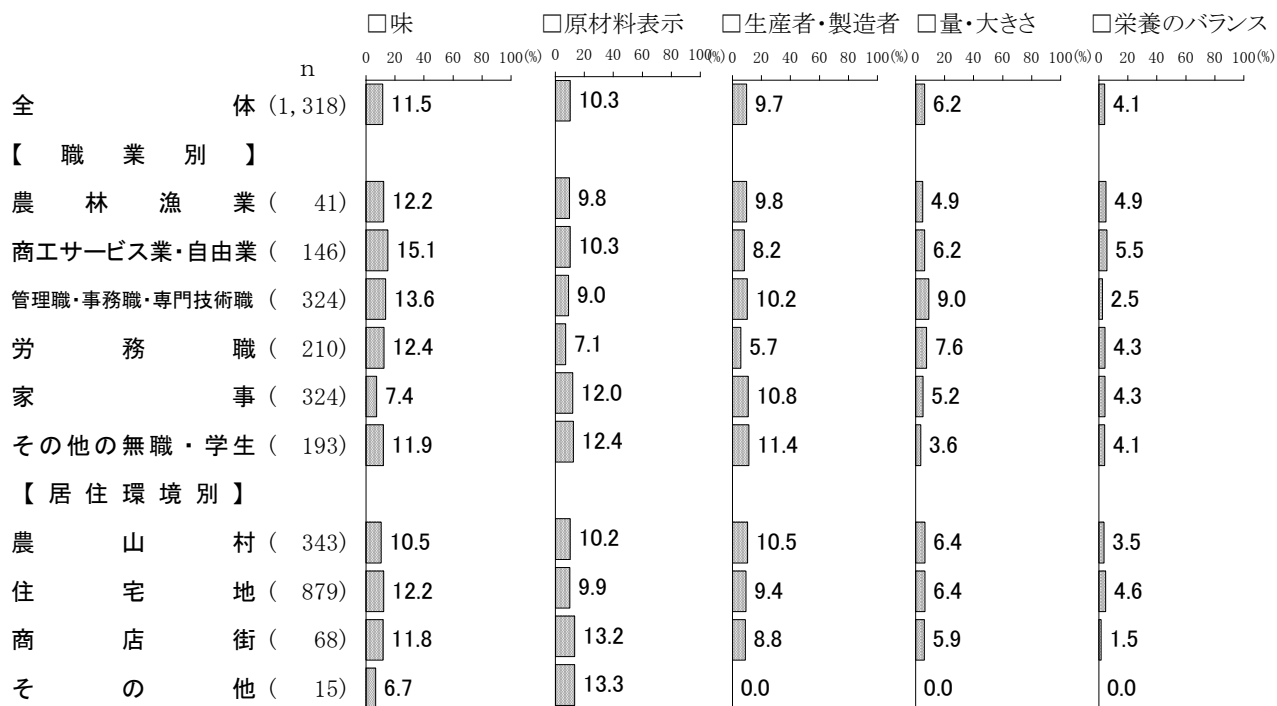 □味 □原材料表示 □生産者・製造者 □量・大きさ □栄養のバランス
n 0 20 40 60 80 100(%) 0 20 40 60 80 100(%) 0 20 40 60 80 100(%) 0 20 40 60 80 100(%) 0 20 40 60 80 100(%)
全体 (1,318) 11.5 10.3 9.7 6.2 4.1
【職業別】
農林漁業 ( 41) 12.2 9.8 9.8 4.9 4.9
商工サービス業・自由業 ( 146) 15.1 10.3 8.2 6.2 5.5
管理職・事務職・専門技術職 ( 324) 13.6 9.0 10.2 9.0 2.5
労務職 ( 210) 12.4 7.1 5.7 7.6 4.3
家事 ( 324) 7.4 12.0 10.8 5.2 4.3
その他の無職・学生 ( 193) 11.9 12.4 11.4 3.6 4.1
【居住環境別】
農山村 ( 343) 10.5 10.2 10.5 6.4 3.5
住宅地 ( 879) 12.2 9.9 9.4 6.4 4.6
商店街 ( 68) 11.8 13.2 8.8 5.9 1.5
その他 ( 15) 6.7 13.3 0.0 0.0 0.0